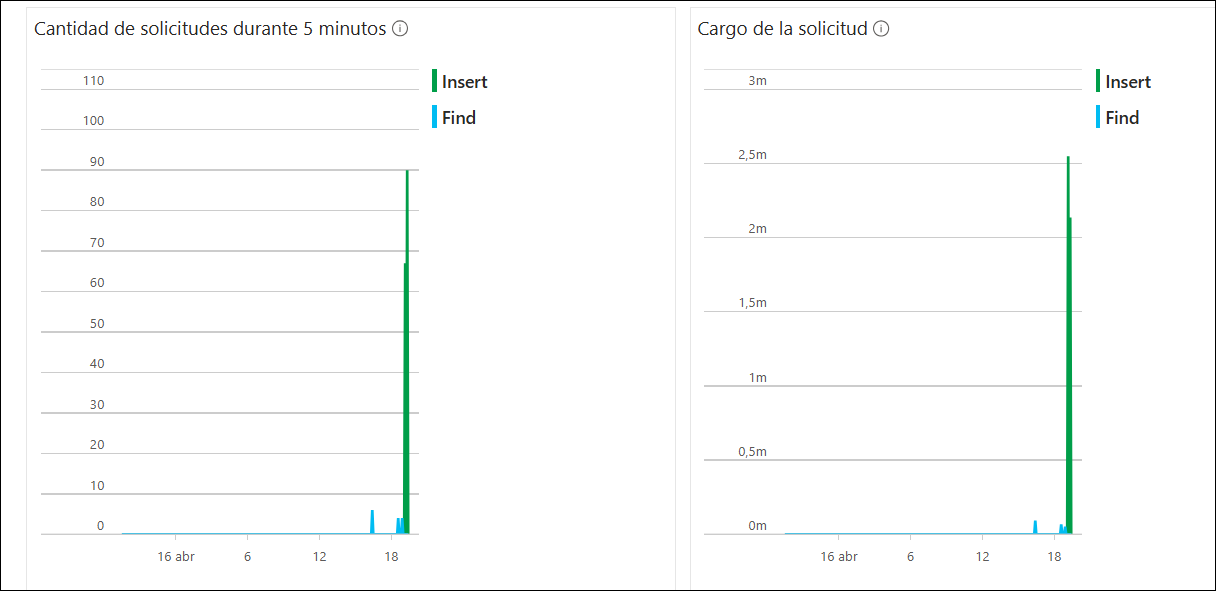 Cantidad de solicitudes durante 5 minutos
110
100
90
80
70
60
50
40
30
20
10
0
16 abr 6 12 18
Insert
Find
Cargo de la solicitud
3m
2,5m
2m
1,5m
1m
0,5m
0m
16 abr 6 12 18
Insert
Find